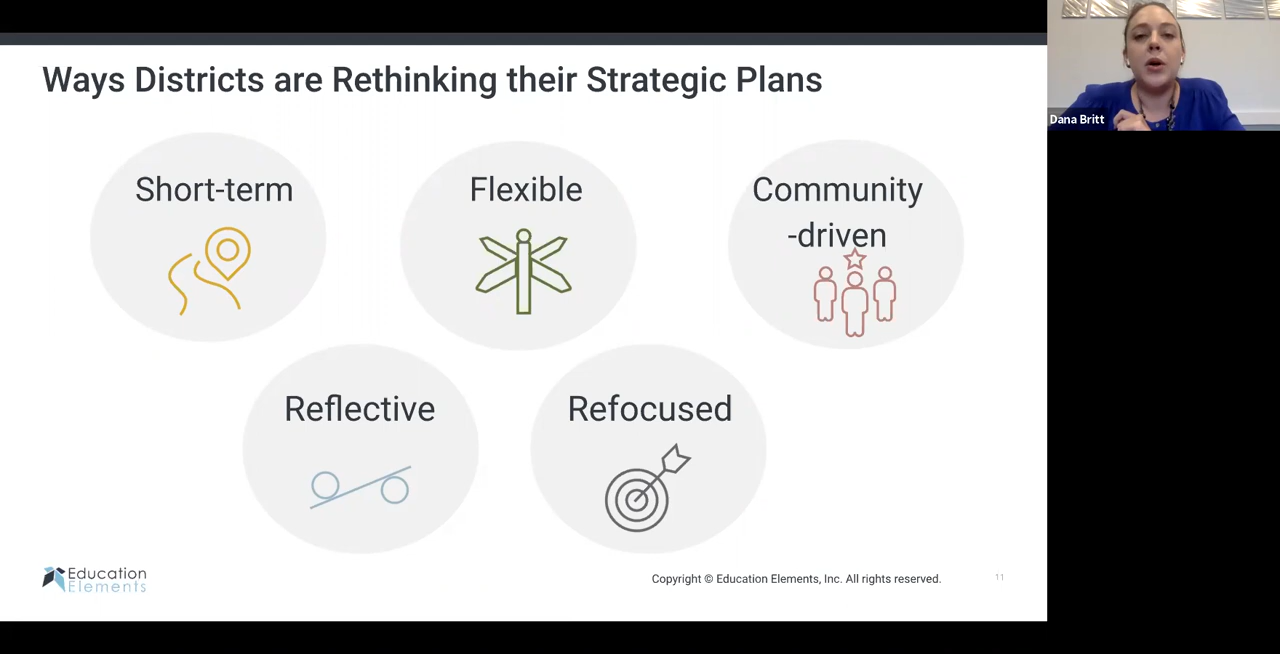 Ways Districts are Rethinking their Strategic Plans
Short-term
Flexible
Community
-driven
Reflective
Refocused
Education
Elements
Copyright © Education Elements, Inc. All rights reserved.
11
Dana Britt